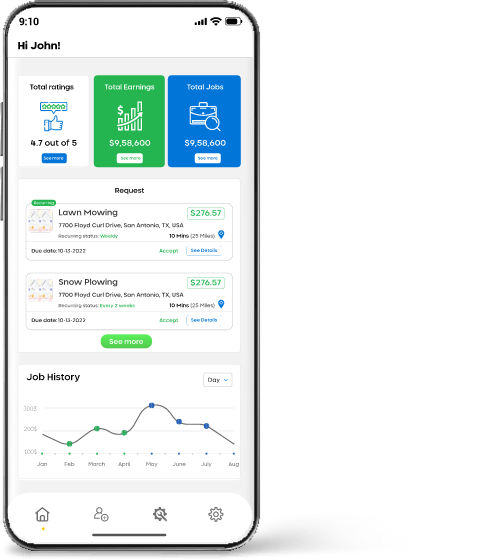 9:10
Hi John!
Total ratings
4.7 out of 5
See more
Total Earnings
$9,58,600
See more
Total Jobs
$9,58,600
See more
Request
Recurring
Lawn Mowing
$276.57
7700 Floyd Curl Drive, San Antonio, TX, USA
Recurring status: Weekly
10 Mins (25 Miles)
Due date: 10-13-2022
Accept
See Details
Snow Plowing
$276.57
7700 Floyd Curl Drive, San Antonio, TX, USA
Recurring status: Every 2 weeks
10 Mins (25 Miles)
Due date: 10-13-2022
Accept
See Details
See more
Job History
Day
300$
200$
100$
Jan Feb March April May June July Aug